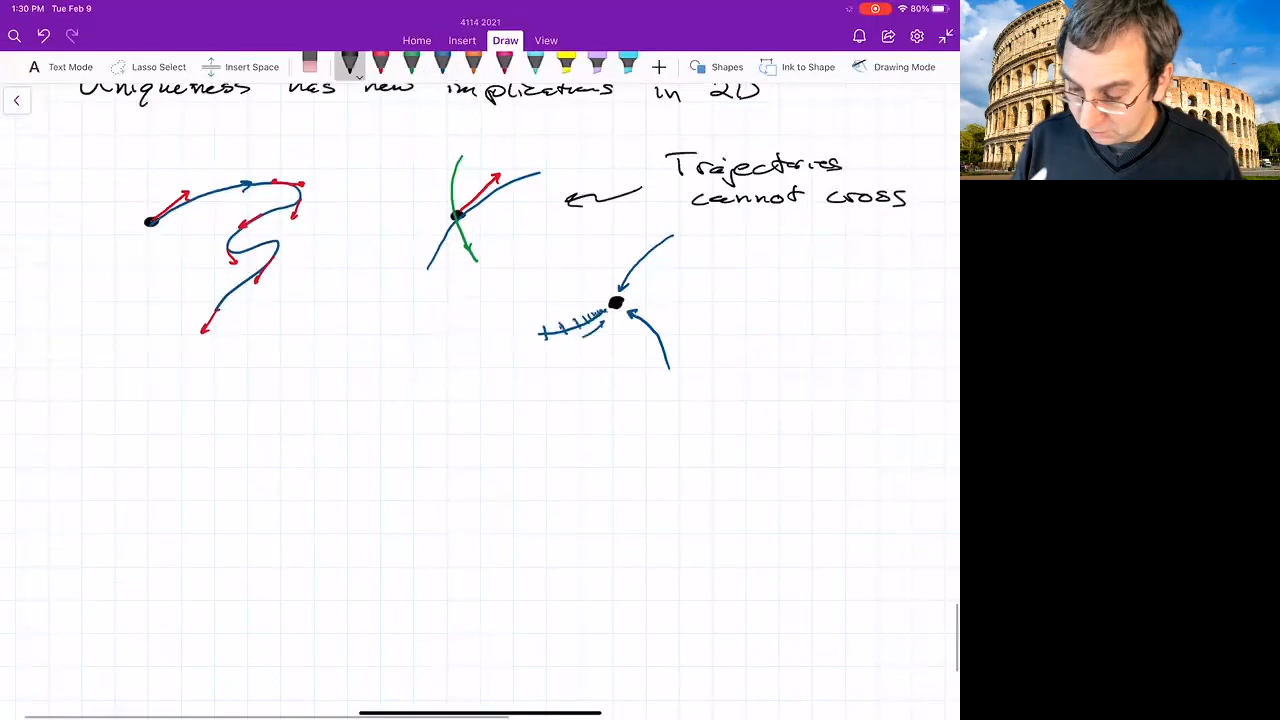 1:30 PM Tue Feb 9
80%
4114 2021
Home Insert Draw View
Text Mode Lasso Select Insert Space Shapes Ink to Shape Drawing Mode
Uniqueness has new implications in 2D
Trajectories
cannot cross